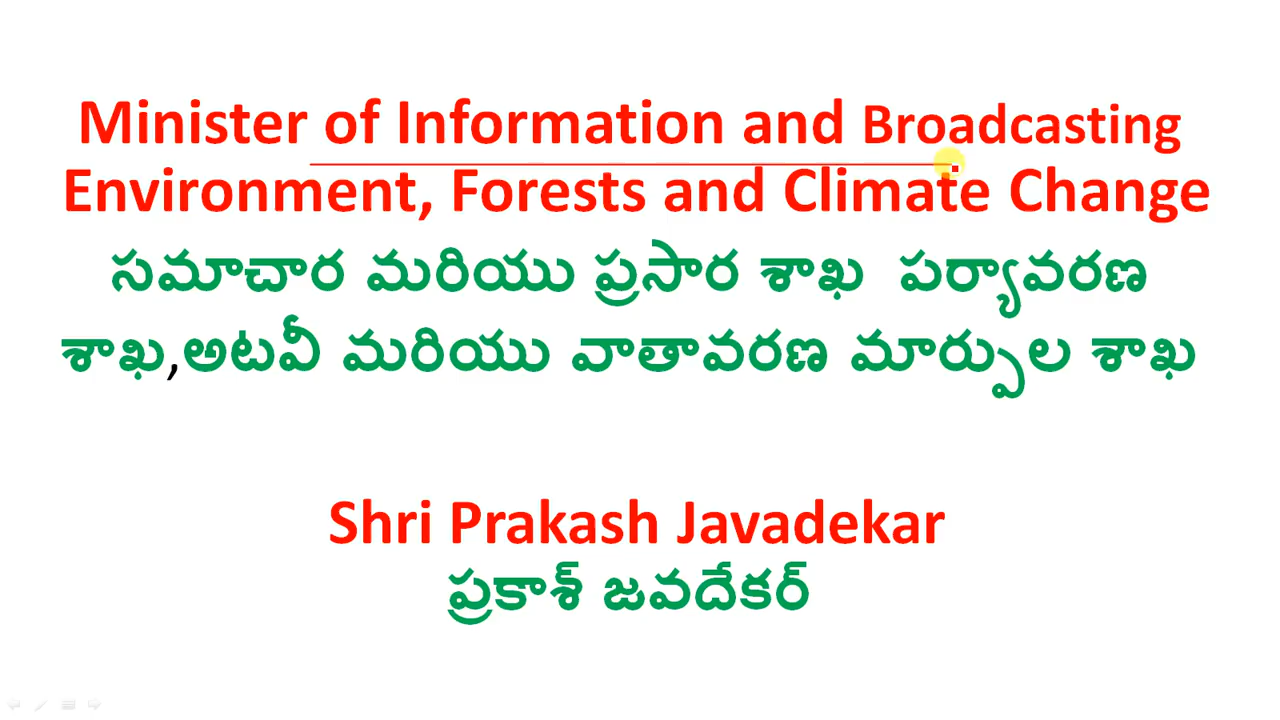 Minister of Information and Broadcasting
Environment, Forests and Climate Change
సమాచార మరియు ప్రసార శాఖ పర్యావరణ
శాఖ,అటవీ మరియు వాతావరణ మార్పుల శాఖ
Shri Prakash Javadekar
ప్రకాశ్ జవదేకర్